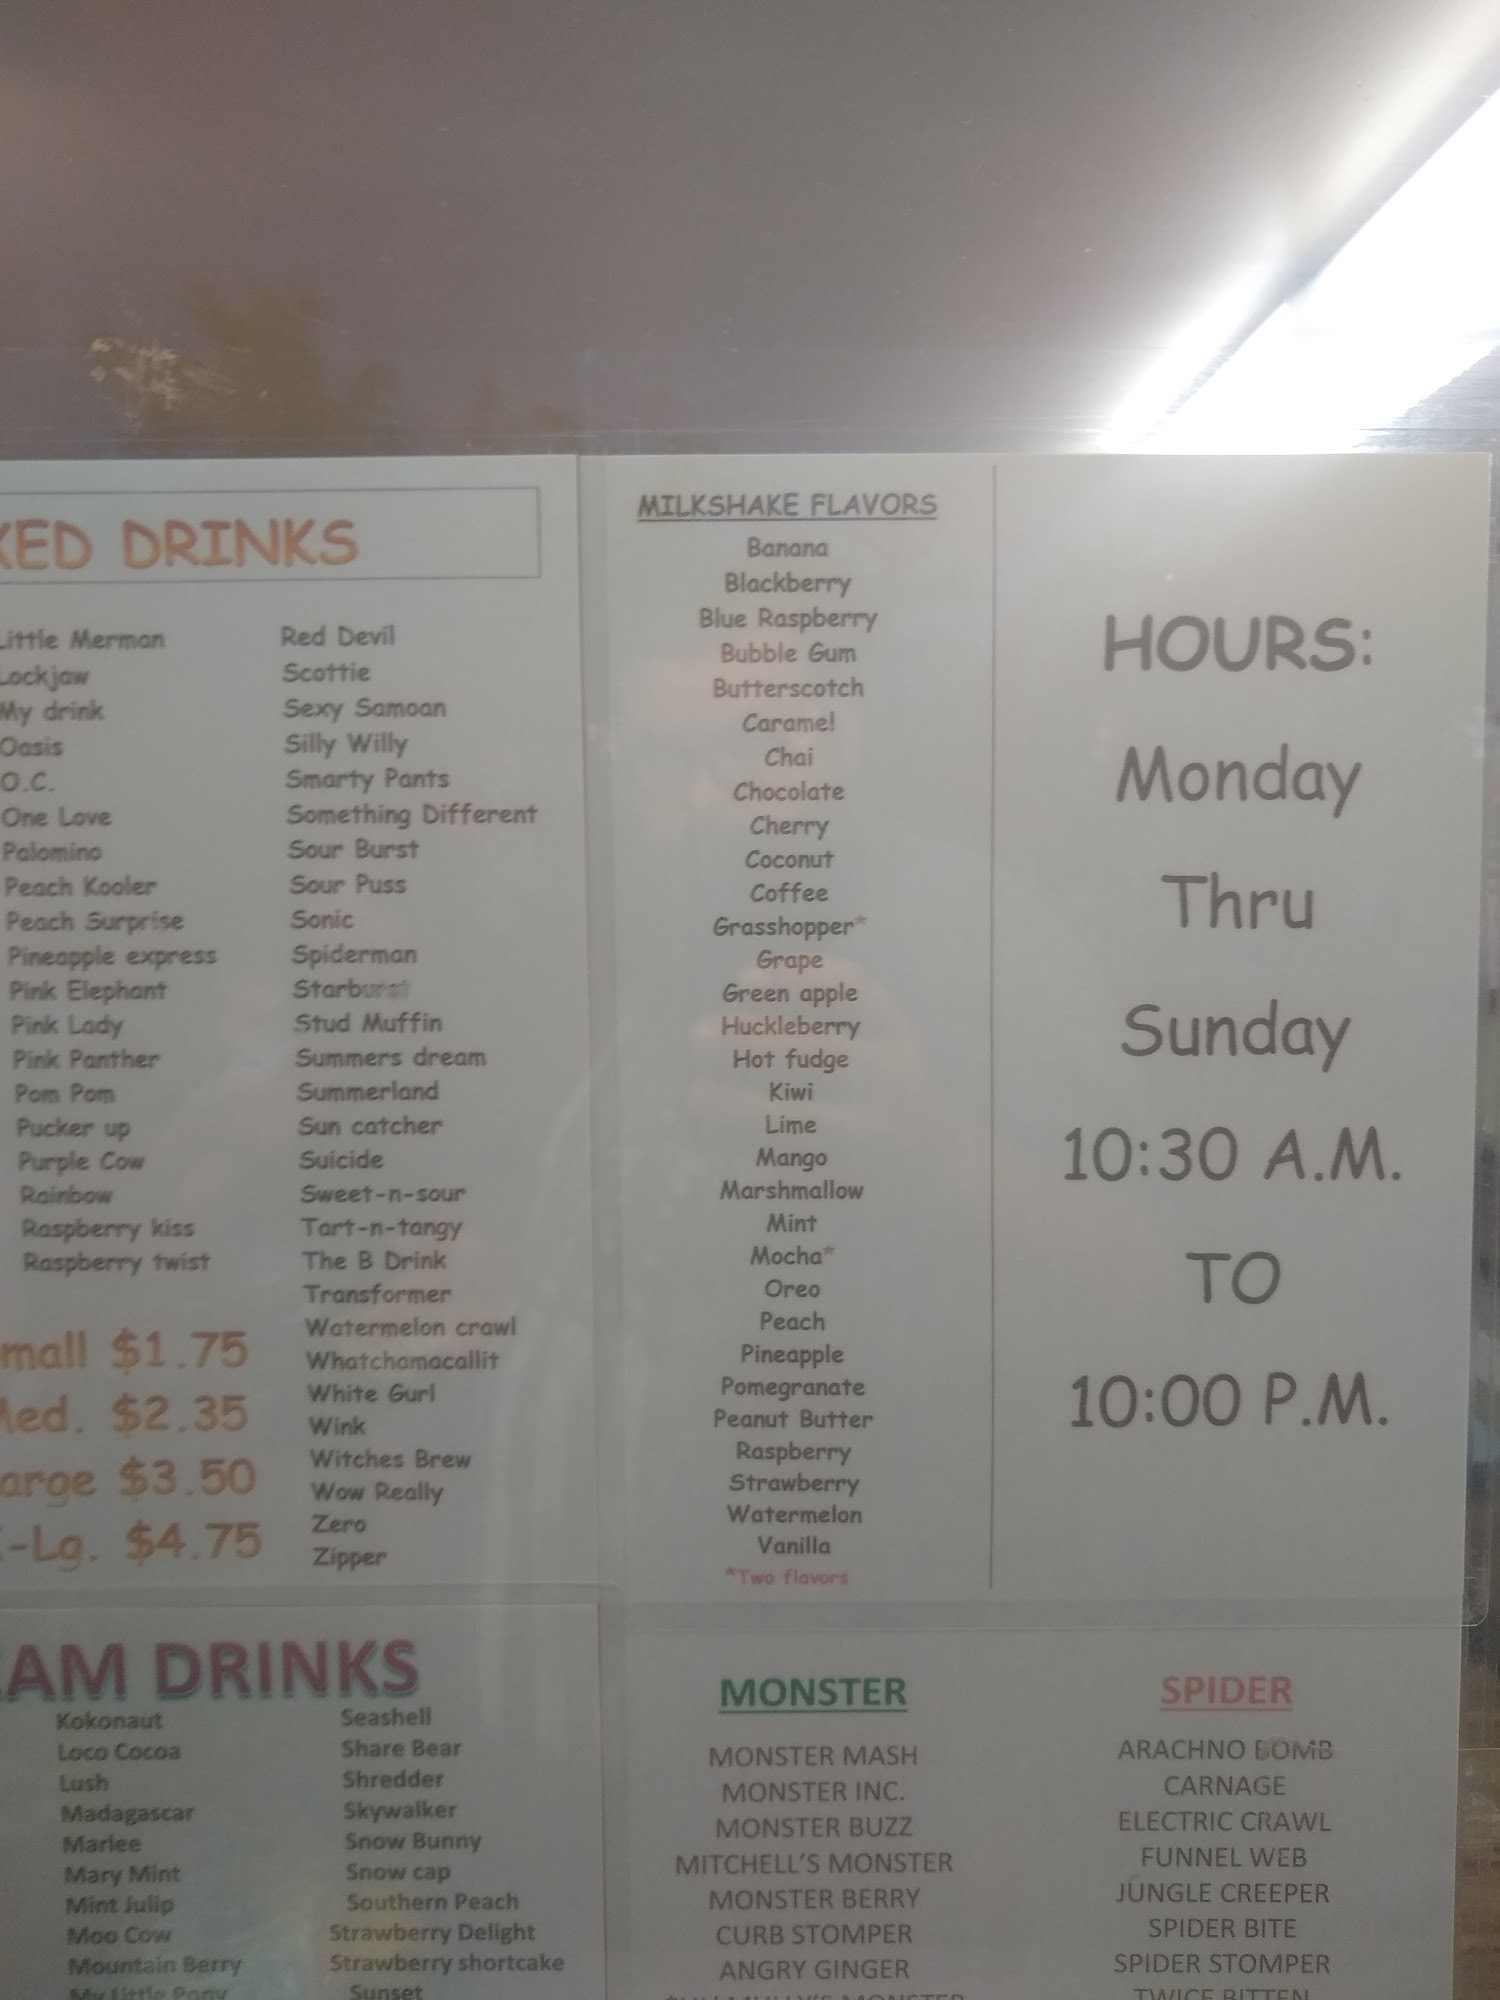 XED DRINKS
Little Merman
Lockjaw
My drink
Oasis
O.C.
One Love
Palomino
Peach Kooler
Peach Surprise
Pineapple express
Pink Elephant
Pink Lady
Pink Panther
Pom Pom
Pucker up
Purple Cow
Rainbow
Raspberry kiss
Raspberry twist
mall $1.75
Med. $2.35
arge $3.50
-Lg. $4.75
Red Devil
Scottie
Sexy Samoan
Silly Willy
Smarty Pants
Something Different
Sour Burst
Sour Puss
Sonic
Spiderman
Starburst
Stud Muffin
Summers dream
Summerland
Sun catcher
Suicide
Sweet-n-sour
Tart-n-tangy
The B Drink
Transformer
Watermelon crawl
Whatchamacallit
White Gurl
Wink
Witches Brew
Wow Really
Zero
Zipper
MILKSHAKE FLAVORS
Banana
Blackberry
Blue Raspberry
Bubble Gum
Butterscotch
Caramel
Chai
Chocolate
Cherry
Coconut
Coffee
Grasshopper*
Grape
Green apple
Huckleberry
Hot fudge
Kiwi
Lime
Mango
Marshmallow
Mint
Mocha*
Oreo
Peach
Pineapple
Pomegranate
Peanut Butter
Raspberry
Strawberry
Watermelon
Vanilla
*Two flavors
HOURS:
Monday
Thru
Sunday
10:30 A.M.
TO
10:00 P.M.
EAM DRINKS
Kokonaut
Loco Cocoa
Lush
Madagascar
Marlee
Mary Mint
Mint Julip
Moo Cow
Mountain Berry
My Little Pony
Seashell
Share Bear
Shredder
Skywalker
Snow Bunny
Snow cap
Southern Peach
Strawberry Delight
Strawberry shortcake
Sunset
MONSTER
MONSTER MASH
MONSTER INC.
MONSTER BUZZ
MITCHELL'S MONSTER
MONSTER BERRY
CURB STOMPER
ANGRY GINGER
MONSTER
SPIDER
ARACHNO BOMB
CARNAGE
ELECTRIC CRAWL
FUNNEL WEB
JUNGLE CREEPER
SPIDER BITE
SPIDER STOMPER
TWICE BITTEN